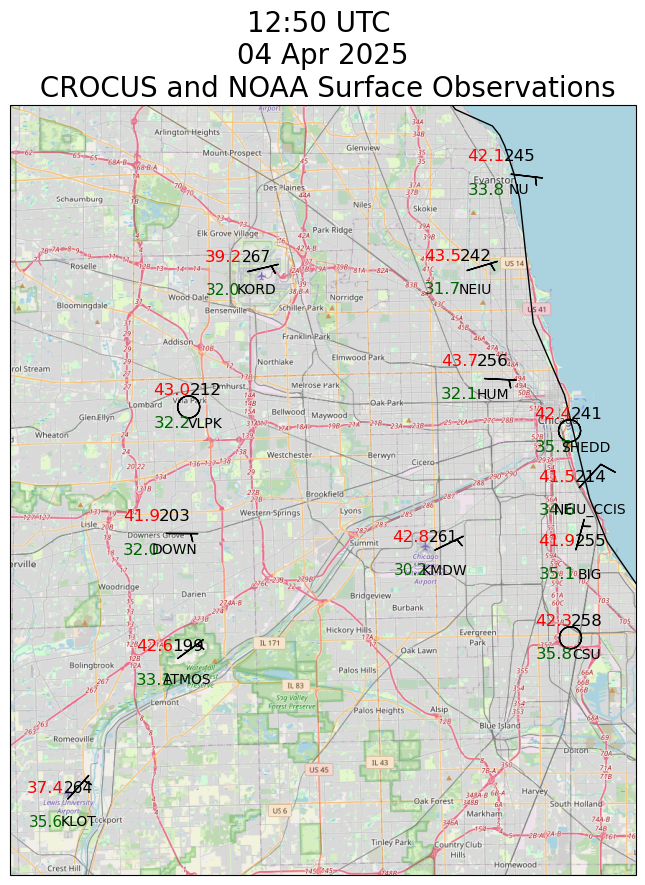 12:50 UTC
04 Apr 2025
CROCUS and NOAA Surface Observations
Airport
Arlington Heights
Glenview
Mount Prospect
42.1 245
Evanston
33.8 NU
Des Plaines
Schaumburg
Niles
Skokie
Park Ridge
Elk Grove Village
39.2 267
43.5 242
US 14
Roselle
32.0 KORD
31.7 NEIU
Wood Dale
Norridge
Bloomingdale
Bensenville
Schiller Park
US 41
Franklin Park
Addison
Elmwood Park
43.7 256
Northlake
rol Stream
43.0 212
Elmhurst
Melrose Park
Oak Park
32.1 HUM
Villa Park
Lombard
Bellwood
Maywood
42.4 241
Chicago
Glen Ellyn
32.2 VLPK
Wheaton
SHEDD
Westchester
Berwyn
Cicero
41.5 214
Brookfield
41.9 203
Western Springs
Lyons
NEIU_CCIS
Lisle
Downers Grove
42.8 261
41.9 255
Summit
32.0 DOWN
Chicago
Airport
30.2 KMDW
35.1 BIG
erville
Woodridge
Darien
Bridgeview
Burbank
42.3 258
Hickory Hills
Evergreen
Park
42.6 199
IL 171
Oak Lawn
35.8 CSU
Bolingbrook
Palos Hills
ATMOS
IL 83
Lemont
Sag Valley
Forest Preserve
Palos Heights
Alsip
Blue Island
Romeoville
IL 43
Dolton
US 45
37.4 264
Lewis University
Airport
Oak Forest
Harvey
South Holland
US 6
Markham
35.6 KLOT
ckport
Tinley Park
Country Club
Hills
Crest Hill
Homewood